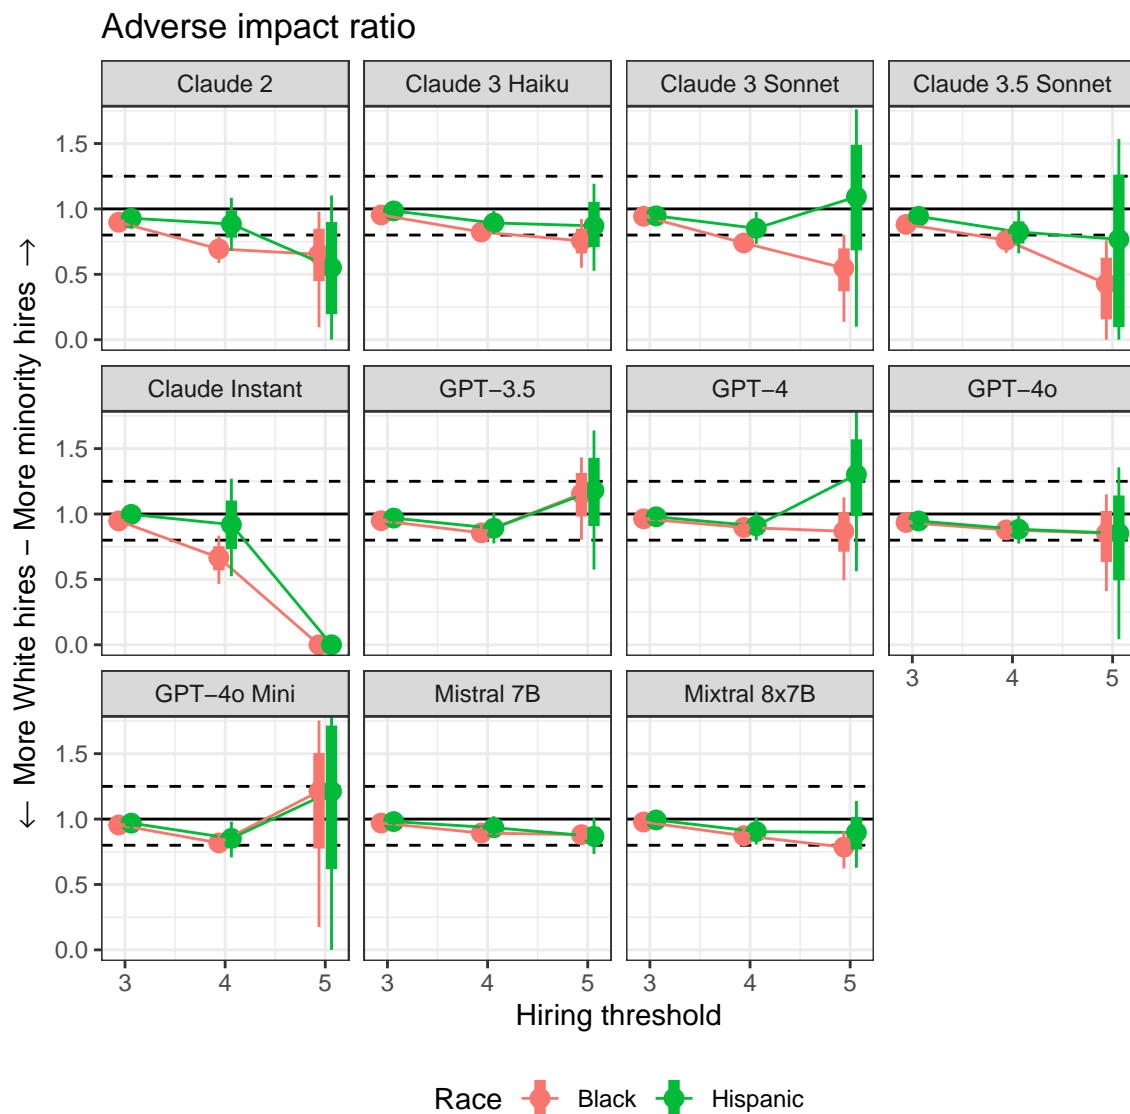 Adverse impact ratio
Claude 2
Claude 3 Haiku
Claude 3 Sonnet
Claude 3.5 Sonnet
1.5
1.0
0.5
0.0
Claude Instant
GPT−3.5
GPT−4
GPT−4o
1.5
1.0
0.5
0.0
3 4 5
GPT−4o Mini
Mistral 7B
Mixtral 8x7B
1.5
1.0
0.5
0.0
3 4 5
3 4 5
3 4 5
← More White hires − More minority hires →
Hiring threshold
Race Black Hispanic